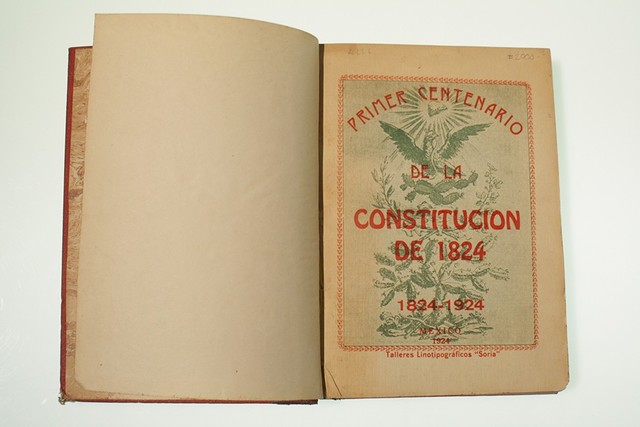 PRIMER CENTENARIO
DE LA
CONSTITUCION
DE 1824
1824-1924
MEXICO
1924
Talleres Linotipográficos "Soria"